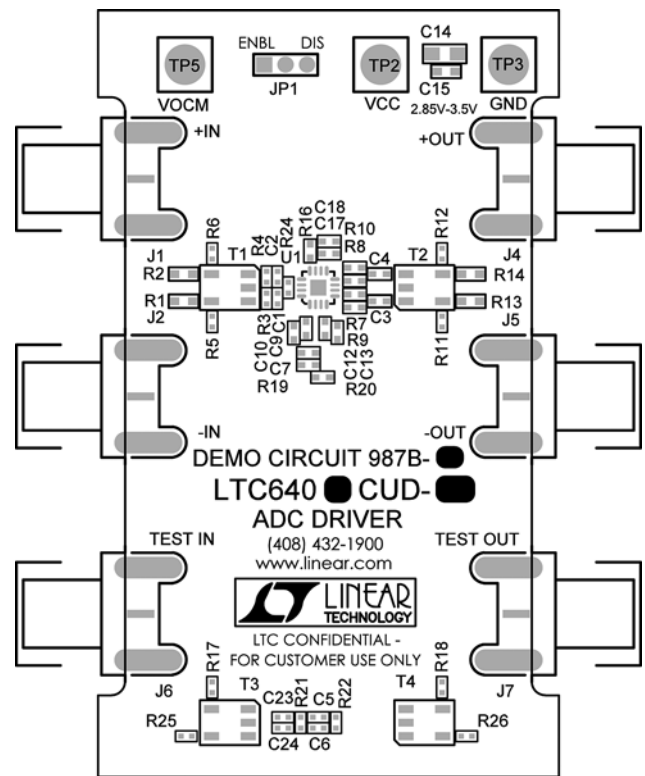 C14
ENBL DIS
TP5 TP2 TP3
JP1
C15
VOCM VCC 2.85V-3.5V GND
+IN +OUT
R6 R4 C2 R24 R16 C18 C17 R10 R8 R12
J1 T1 U1 C4 T2 J4
R2 R14
R1 R13
J2 R5 R3 C1 C3 R11 J5
C10 C9 R7 R9
C7 C12 C13
R19 R20
-IN -OUT
DEMO CIRCUIT 987B-
LTC640 CUD-
ADC DRIVER
TEST IN (408) 432-1900 TEST OUT
www.linear.com
LINEAR
TECHNOLOGY
LTC CONFIDENTIAL -
FOR CUSTOMER USE ONLY
R17 R18
J6 T3 T4 J7
C23 R21 C5 R22
R25 R26
C24 C6